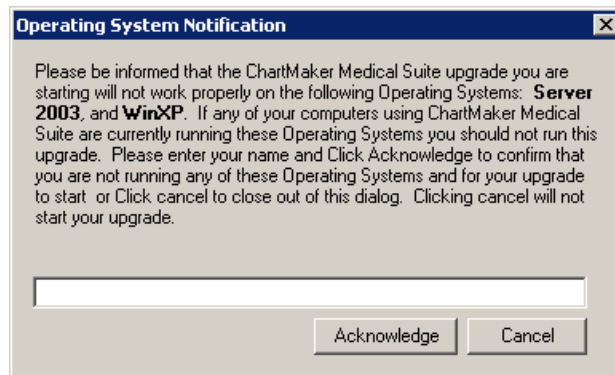 Operating System Notification
Please be informed that the ChartMaker Medical Suite upgrade you are
starting will not work properly on the following Operating Systems: Server
2003, and WinXP. If any of your computers using ChartMaker Medical
Suite are currently running these Operating Systems you should not run this
upgrade. Please enter your name and Click Acknowledge to confirm that
you are not running any of these Operating Systems and for your upgrade
to start or Click cancel to close out of this dialog. Clicking cancel will not
start your upgrade.
Acknowledge Cancel